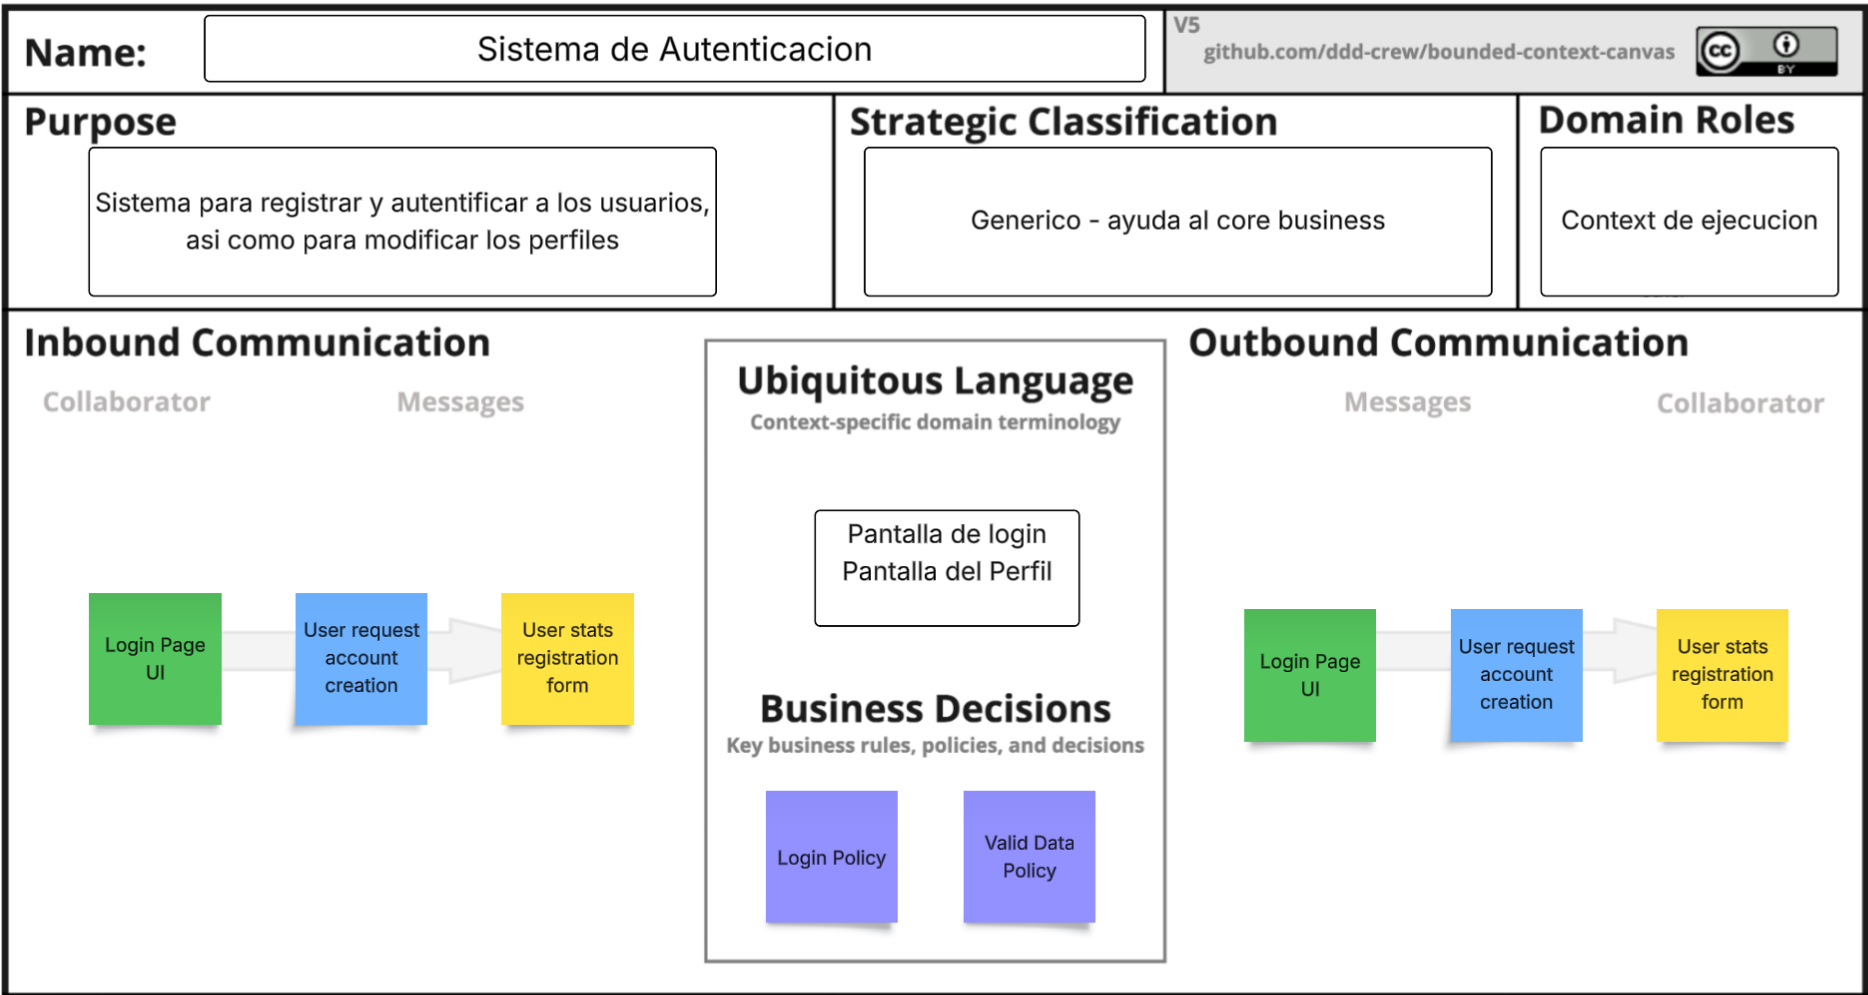 Name:
Sistema de Autenticacion
V5
github.com/ddd-crew/bounded-context-canvas
cc
BY
Purpose
Sistema para registrar y autentificar a los usuarios,
asi como para modificar los perfiles
Strategic Classification
Generico - ayuda al core business
Domain Roles
Context de ejecucion
Inbound Communication
Collaborator
Messages
Login Page
UI
User request
account
creation
User stats
registration
form
Ubiquitous Language
Context-specific domain terminology
Pantalla de login
Pantalla del Perfil
Business Decisions
Key business rules, policies, and decisions
Login Policy
Valid Data
Policy
Outbound Communication
Messages
Collaborator
Login Page
UI
User request
account
creation
User stats
registration
form